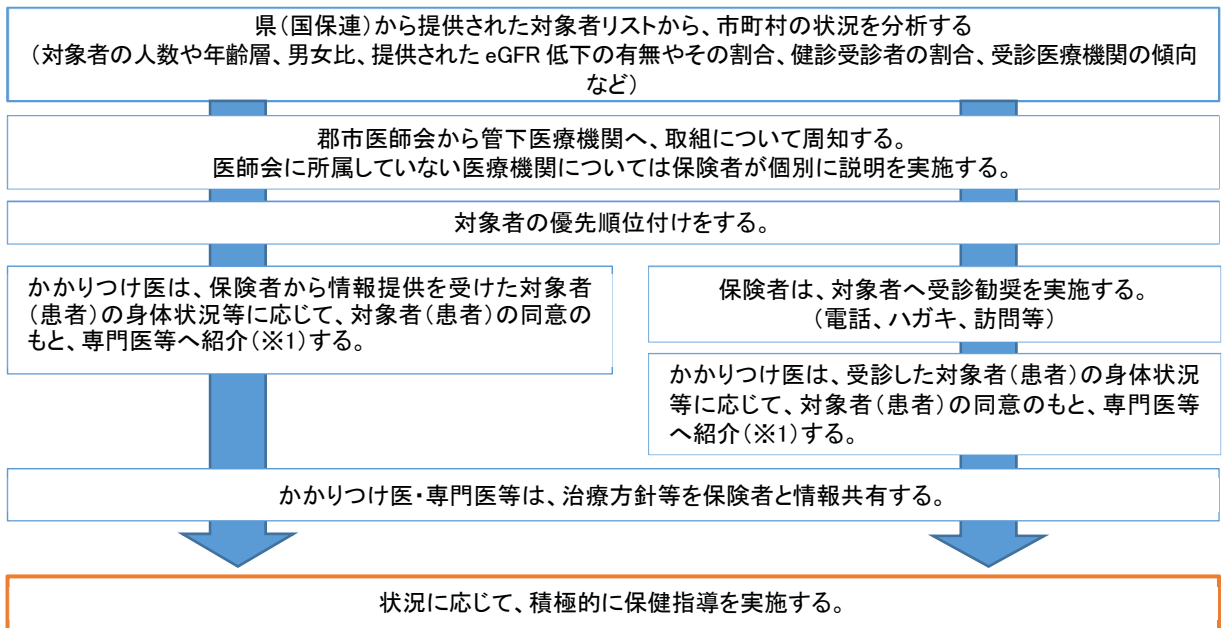 県（国保連）から提供された対象者リストから、市町村の状況を分析する
（対象者の人数や年齢層、男女比、提供された eGFR 低下の有無やその割合、健診受診者の割合、受診医療機関の傾向
など）
郡市医師会から管下医療機関へ、取組について周知する。
医師会に所属していない医療機関については保険者が個別に説明を実施する。
対象者の優先順位付けをする。
かかりつけ医は、保険者から情報提供を受けた対象者
（患者）の身体状況等に応じて、対象者（患者）の同意の
もと、専門医等へ紹介（※1）する。
保険者は、対象者へ受診勧奨を実施する。
（電話、ハガキ、訪問等）
かかりつけ医は、受診した対象者（患者）の身体状況
等に応じて、対象者（患者）の同意のもと、専門医等
へ紹介（※1）する。
かかりつけ医・専門医等は、治療方針等を保険者と情報共有する。
状況に応じて、積極的に保健指導を実施する。